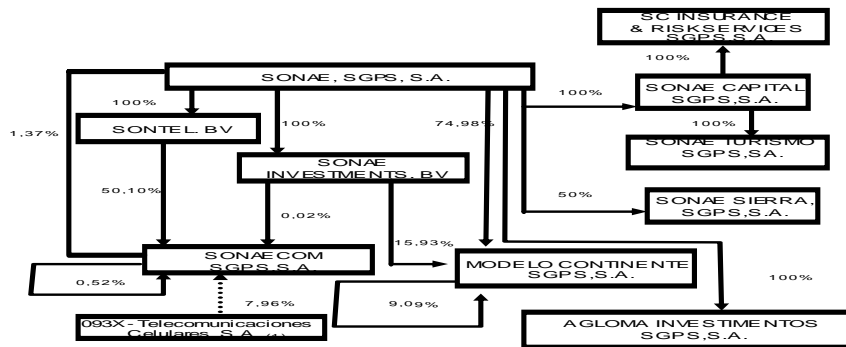 SC INSURANCE
& RISK SERVICES
SGPS, S.A.
100%
SONAE, SGPS, S.A.
100%
SONAE CAPITAL
SGPS,S.A.
100%
SONTEL. BV
1,37%
100%
74,98%
100%
SONAE TURISMO
SGPS,SA.
SONAE
INVESTMENTS. BV
50,10%
50%
SONAE SIERRA,
SGPS,S.A.
0,02%
15,93%
SONAECOM
SGPS. S.A.
MODELO CONTINENTE
SGPS,S.A.
100%
0,52%
7,96%
9,09%
093X - Telecomunicaciones
Celulares, S.A. (1)
AGLOMA INVESTIMENTOS
SGPS,S.A.